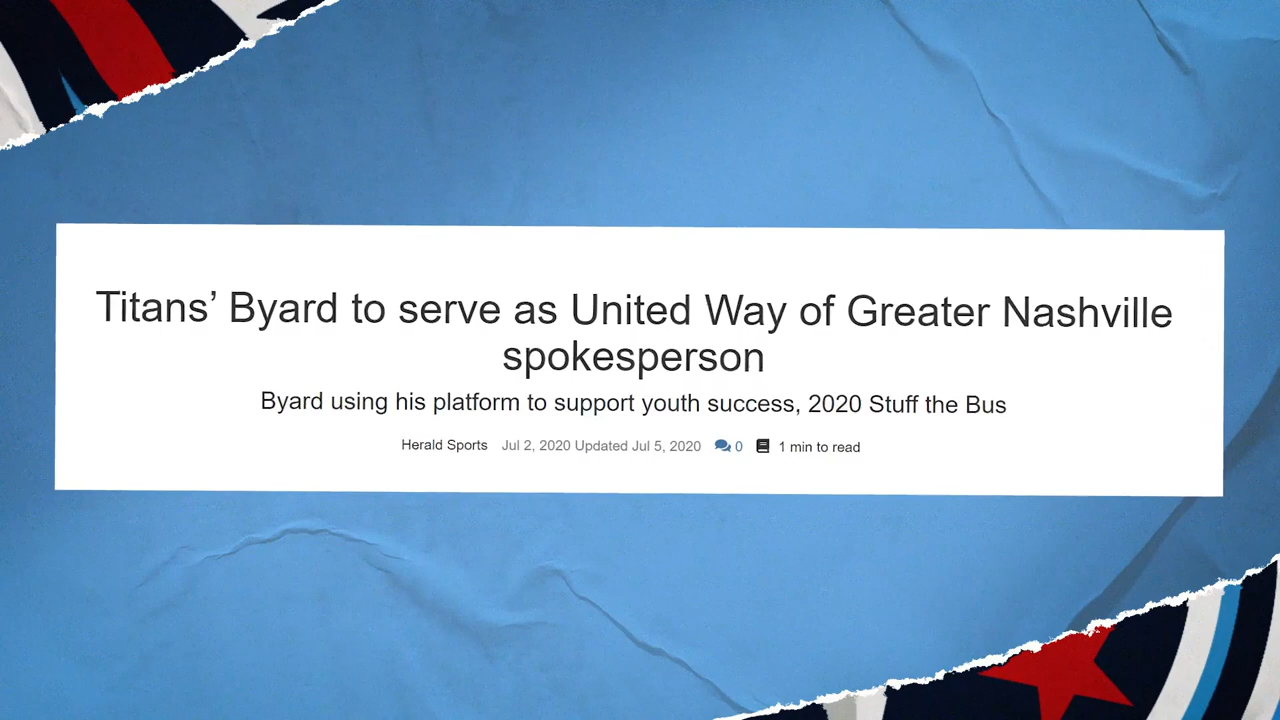 Titans’ Byard to serve as United Way of Greater Nashville
spokesperson
Byard using his platform to support youth success, 2020 Stuff the Bus
Herald Sports Jul 2, 2020 Updated Jul 5, 2020 0 1 min to read